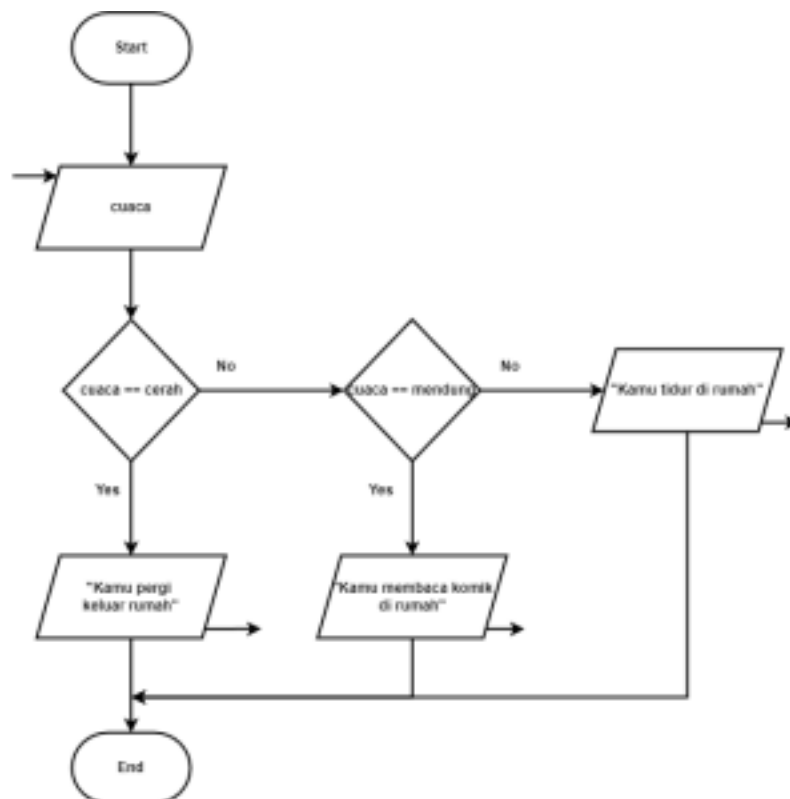 Start
cuaca
cuaca == cerah
No
cuaca == mendung
No
"Kamu tidur di rumah"
Yes
Yes
"Kamu pergi
keluar rumah"
"Kamu membaca komik
di rumah"
End